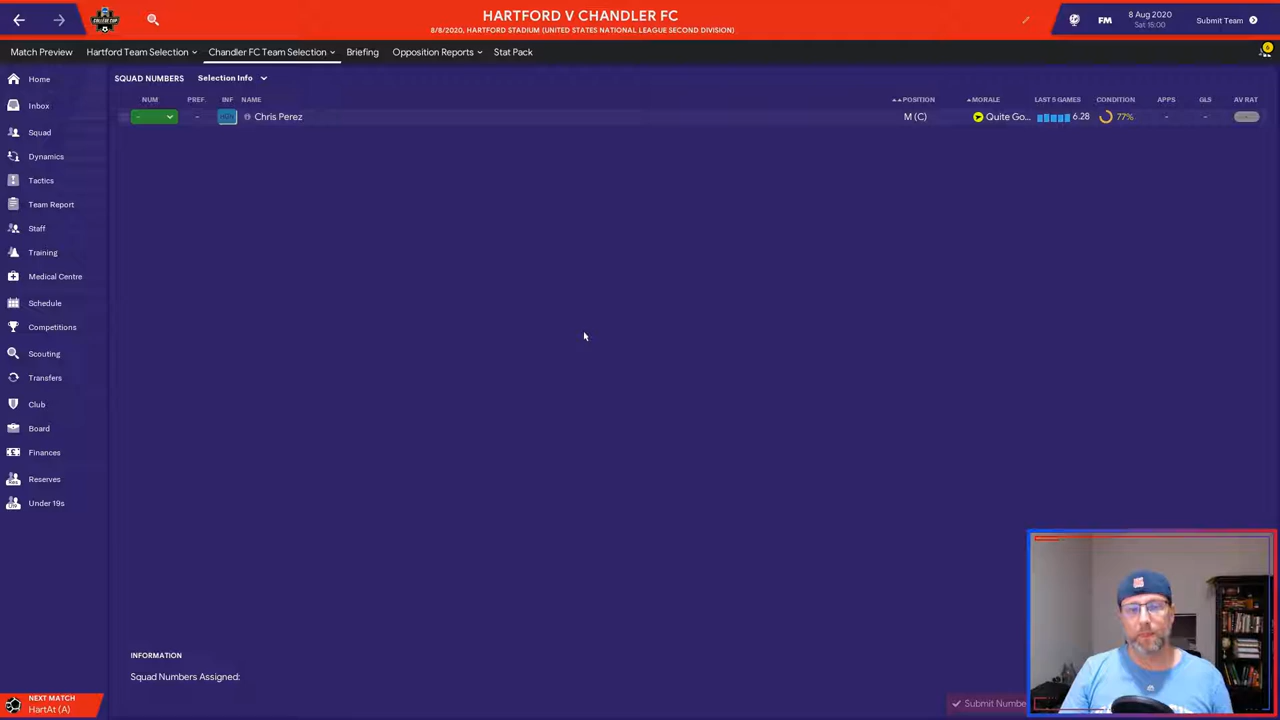 HARTFORD V CHANDLER FC
8/8/2020, HARTFORD STADIUM (UNITED STATES NATIONAL LEAGUE SECOND DIVISION)
COLLEGE CUP
FM
8 Aug 2020
Sat 15:00
Submit Team
Match Preview
Hartford Team Selection
Chandler FC Team Selection
Briefing
Opposition Reports
Stat Pack
6
Home
Inbox
Squad
Dynamics
Tactics
Team Report
Staff
Training
Medical Centre
Schedule
Competitions
Scouting
Transfers
Club
Board
Finances
Reserves
Under 19s
NEXT MATCH
HartAt (A)
SQUAD NUMBERS
Selection Info
NUM PREF. INF NAME POSITION MORALE LAST 5 GAMES CONDITION APPS GLS AV RAT
- - HGN Chris Perez M (C) Quite Go... 6.28 77% - -
INFORMATION
Squad Numbers Assigned:
Submit